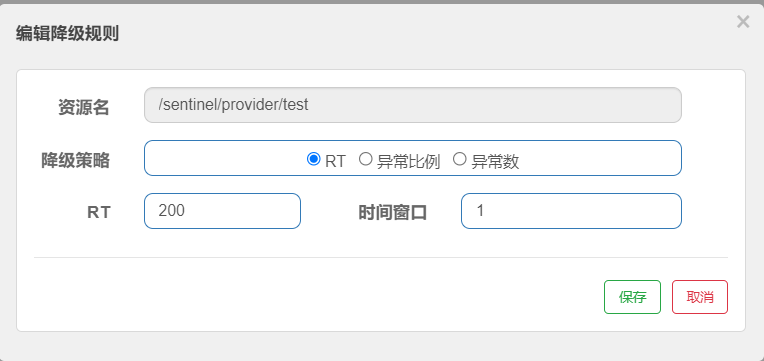 编辑降级规则 ×
资源名 /sentinel/provider/test
降级策略 RT 异常比例 异常数
RT 200 时间窗口 1
保存 取消